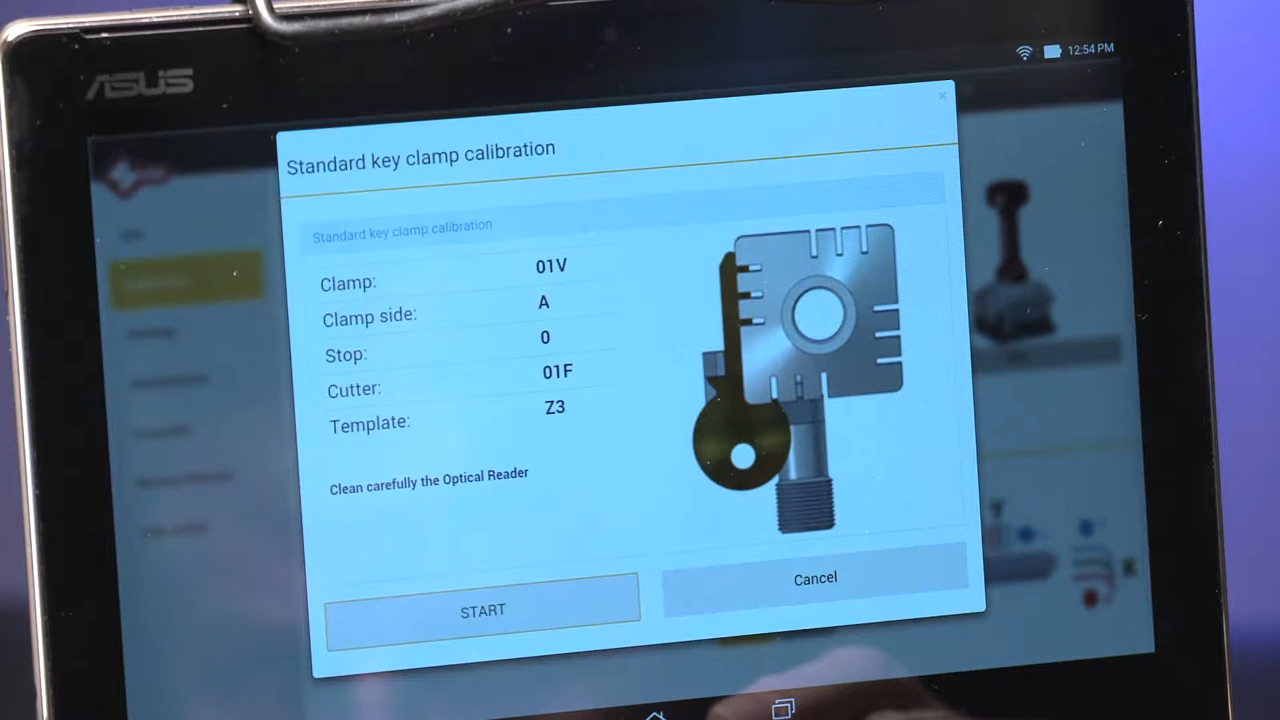 ASUS
12:54 PM
Standard key clamp calibration
Standard key clamp calibration
Clamp: 01V
Clamp side: A
Stop: 0
Cutter: 01F
Template: Z3
Clean carefully the Optical Reader
START
Cancel